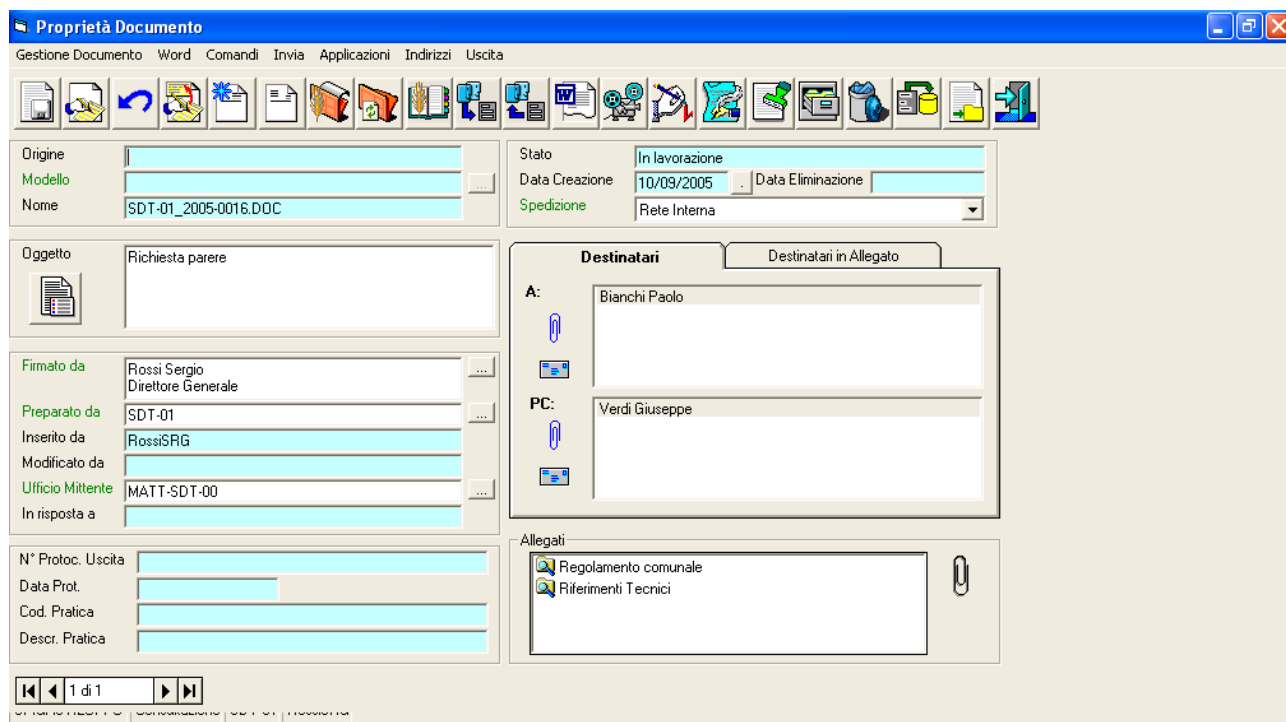 Proprietà Documento
Gestione Documento Word Comandi Invia Applicazioni Indirizzi Uscita
Origine
Modello
...
Nome SDT-01_2005-0016.DOC
Stato In lavorazione
Data Creazione 10/09/2005 . Data Eliminazione
Spedizione Rete Interna
Oggetto Richiesta parere
Destinatari Destinatari in Allegato
A: Bianchi Paolo
PC: Verdi Giuseppe
Firmato da Rossi Sergio ...
Direttore Generale
Preparato da SDT-01 ...
Inserito da RossiSRG
Modificato da
Ufficio Mittente MATT-SDT-00 ...
In risposta a
N° Protoc. Uscita
Data Prot.
Cod. Pratica
Descr. Pratica
Allegati
Regolamento comunale
Riferimenti Tecnici
1 di 1